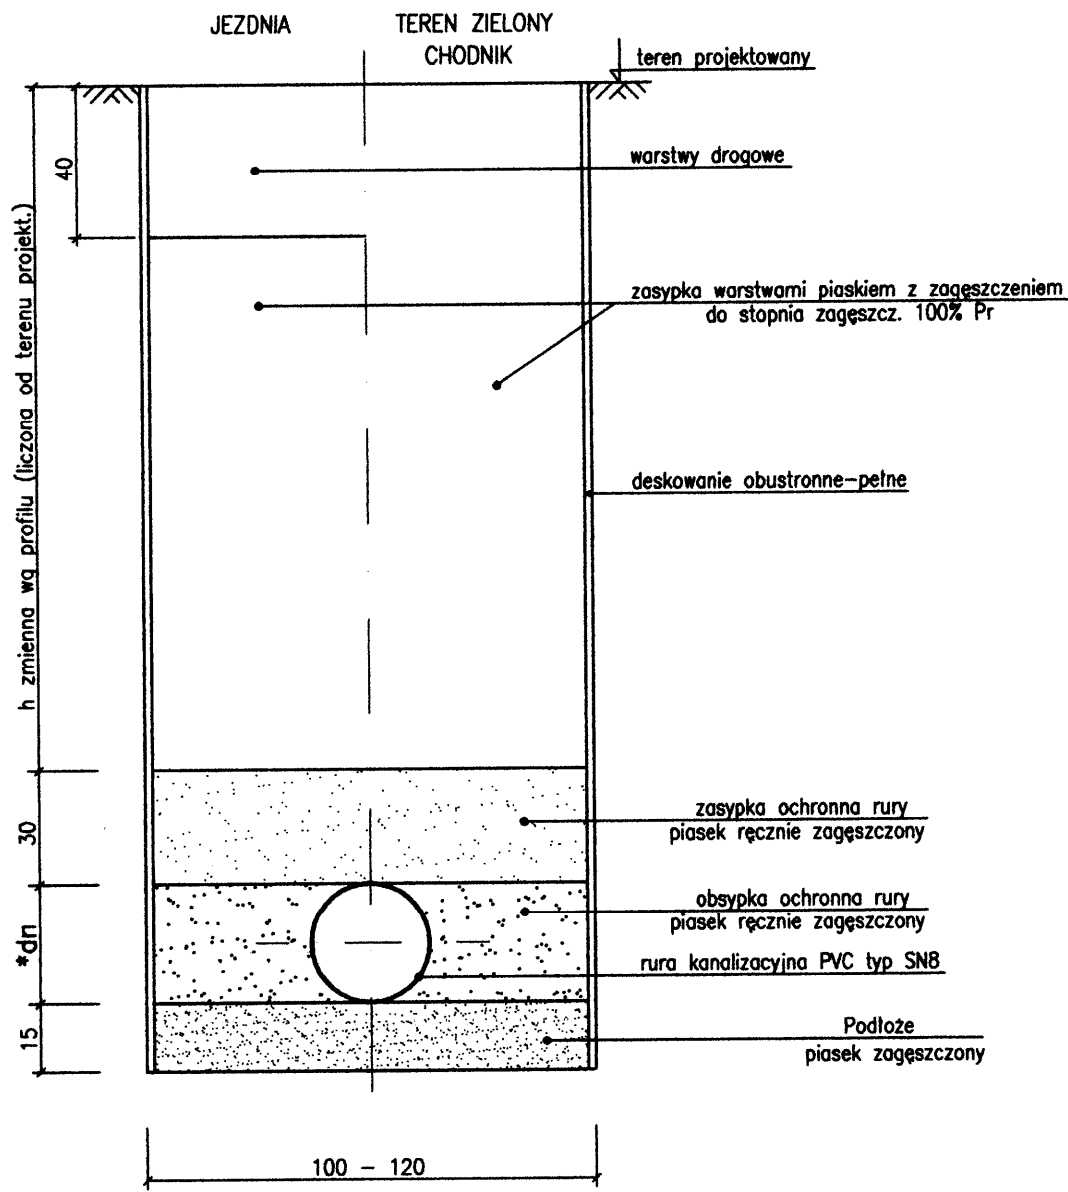 JEZDNIA
TEREN ZIELONY
CHODNIK
teren projektowany
40
warstwy drogowe
h zmienna wg profilu (liczona od terenu projekt.)
zasypka warstwami piaskiem z zagęszczeniem
do stopnia zagęszcz. 100% Pr
deskowanie obustronne-pełne
30
zasypka ochronna rury
piasek ręcznie zagęszczony
*dn
obsypka ochronna rury
piasek ręcznie zagęszczony
rura kanalizacyjna PVC typ SN8
15
Podłoże
piasek zagęszczony
100 - 120